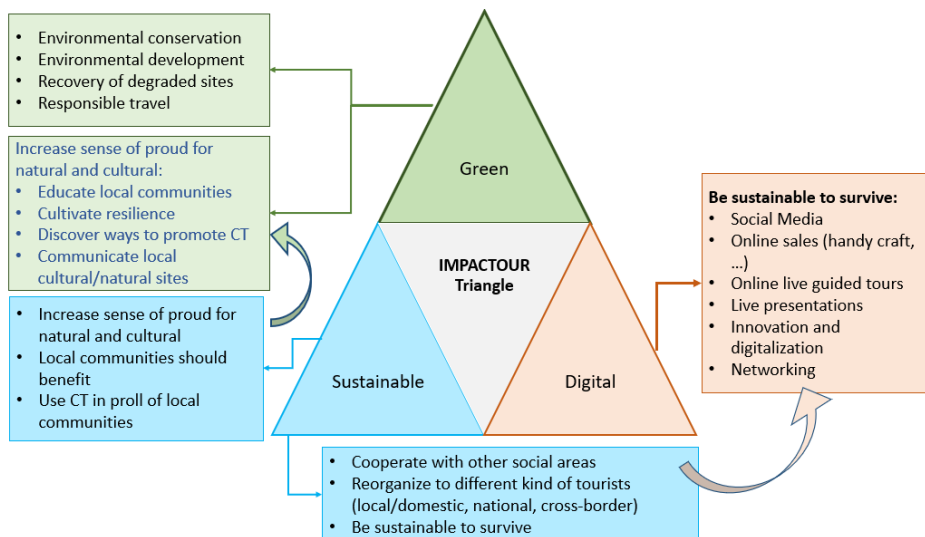 • Environmental conservation
• Environmental development
• Recovery of degraded sites
• Responsible travel
Increase sense of proud for
natural and cultural:
• Educate local communities
• Cultivate resilience
• Discover ways to promote CT
• Communicate local
cultural/natural sites
• Increase sense of proud for
natural and cultural
• Local communities should
benefit
• Use CT in proll of local
communities
Green
IMPACTOUR
Triangle
Sustainable
Digital
Be sustainable to survive:
• Social Media
• Online sales (handy craft,
…)
• Online live guided tours
• Live presentations
• Innovation and
digitalization
• Networking
• Cooperate with other social areas
• Reorganize to different kind of tourists
(local/domestic, national, cross-border)
• Be sustainable to survive